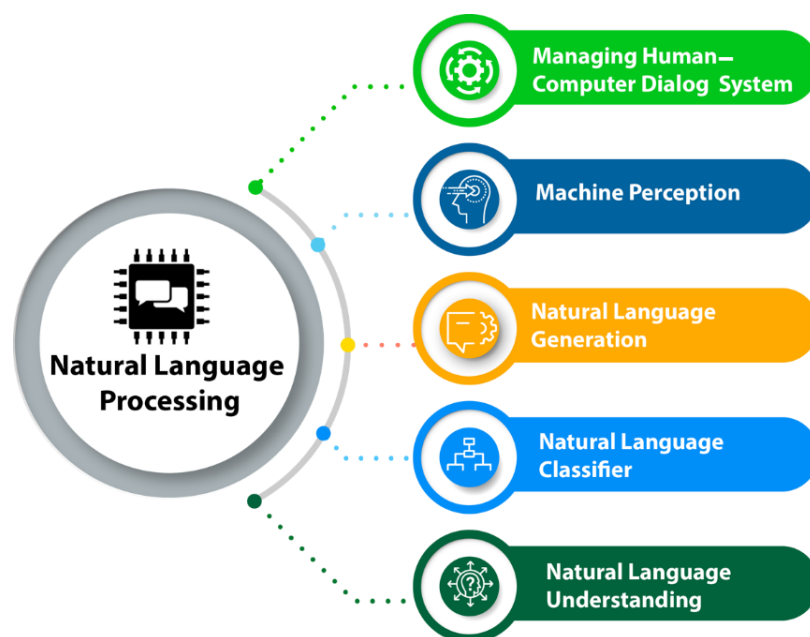 Managing Human–
Computer Dialog System
Machine Perception
Natural Language
Processing
Natural Language
Generation
Natural Language
Classifier
Natural Language
Understanding